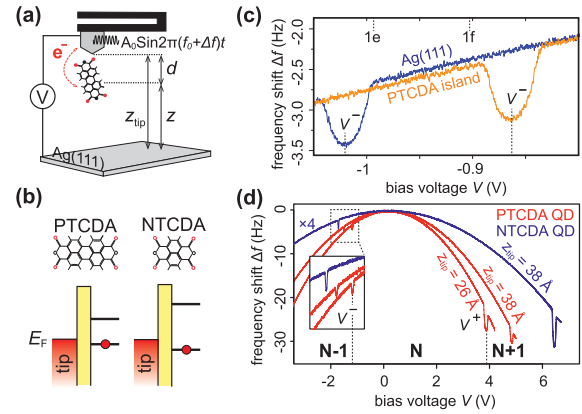 (a)
A₀Sin2π(f₀+Δf)t
e⁻
d
V
z_tip
z
Ag(111)
(b)
PTCDA
NTCDA
E_F
tip
tip
(c)
1e
1f
frequency shift Δf (Hz)
-2.0
-2.5
-3.0
-3.5
Ag(111)
PTCDA island
V⁻
V⁻
-1
-0.9
bias voltage V (V)
(d)
frequency shift Δf (Hz)
0
-10
-20
-30
×4
PTCDA QD
NTCDA QD
z_tip = 26 Å
z_tip = 38 Å
z_tip = 38 Å
V⁻
V⁺
N-1
N
N+1
-2
0
2
4
6
bias voltage V (V)